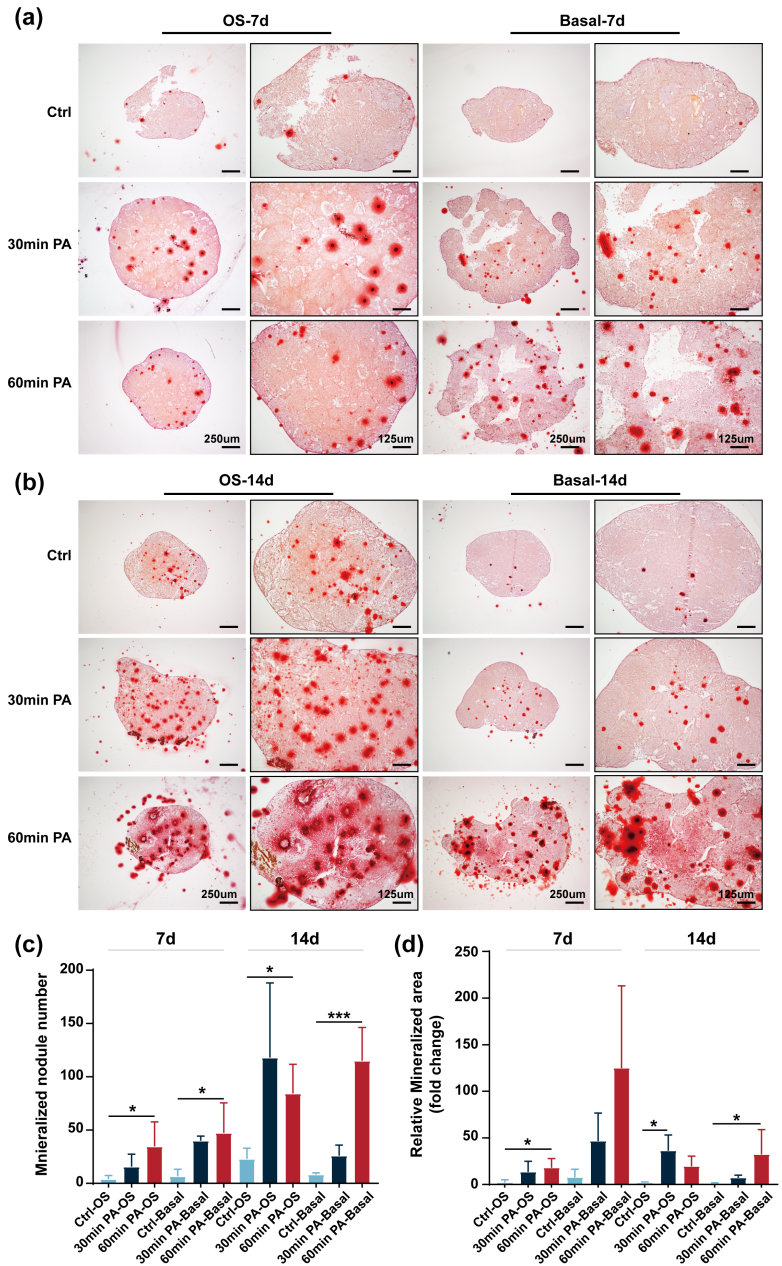 (a)
OS-7d
Basal-7d
Ctrl
30min PA
60min PA
250um
125um
250um
125um
(b)
OS-14d
Basal-14d
Ctrl
30min PA
60min PA
250um
125um
250um
125um
(c)
7d
14d
Mnieralized nodule number
200
150
100
50
0
*
*
*
***
Ctrl-OS
30min PA-OS
60min PA-OS
Ctrl-Basal
30min PA-Basal
60min PA-Basal
Ctrl-OS
30min PA-OS
60min PA-OS
Ctrl-Basal
30min PA-Basal
60min PA-Basal
(d)
7d
14d
Relative Mineralized area
(fold change)
250
200
150
100
50
0
*
*
*
Ctrl-OS
30min PA-OS
60min PA-OS
Ctrl-Basal
30min PA-Basal
60min PA-Basal
Ctrl-OS
30min PA-OS
60min PA-OS
Ctrl-Basal
30min PA-Basal
60min PA-Basal